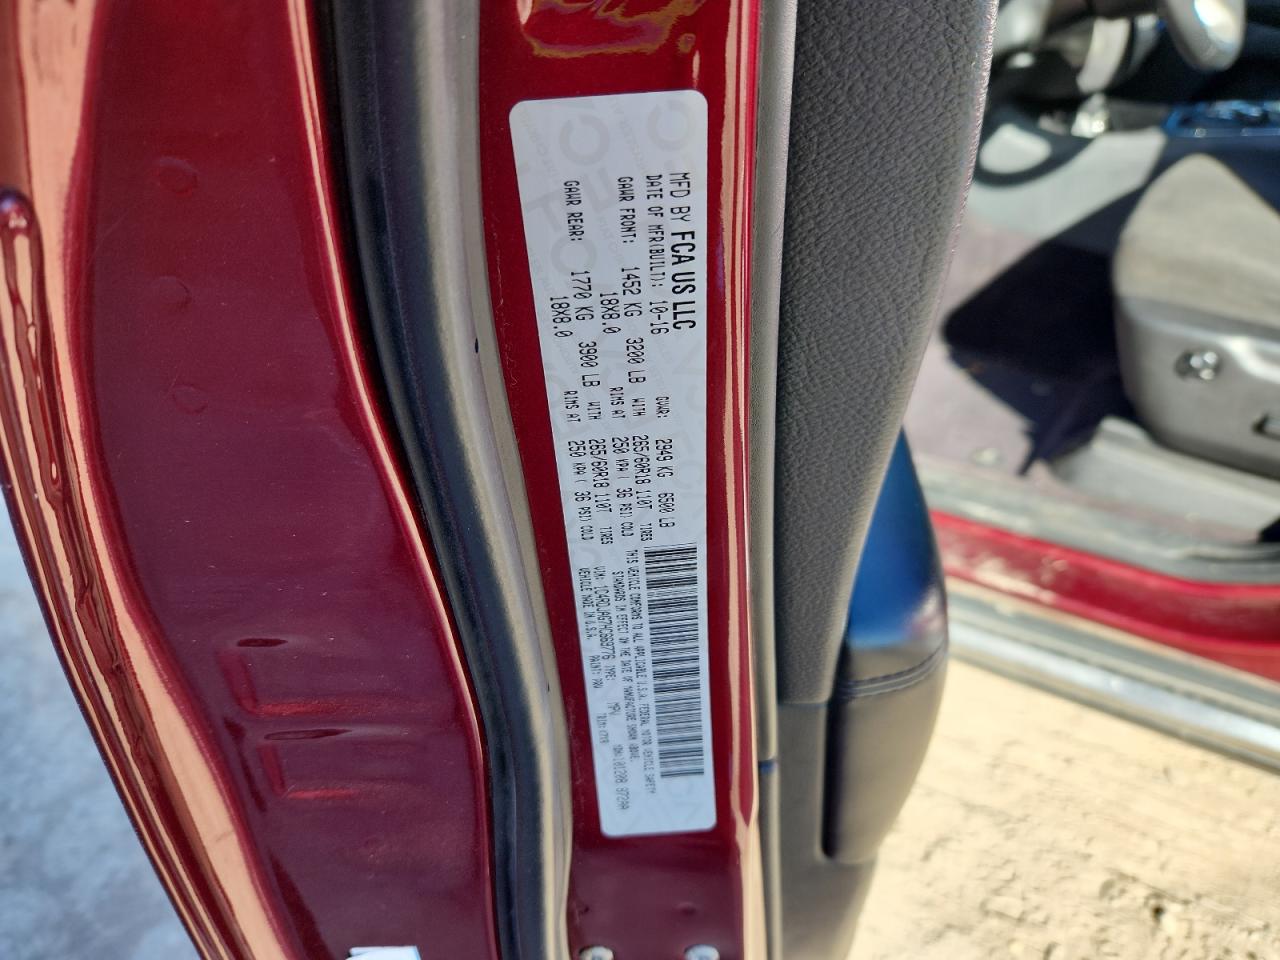 MFD BY FCA US LLC
DATE OF MFR(BUILT): 10-16 GVWR: 2949 KG 6500 LB
GAWR FRONT: 1452 KG 3200 LB WITH 265/60R18 110T TIRES
18X8.0 RIMS AT 250 KPA( 36 PSI) COLD
GAWR REAR: 1770 KG 3900 LB WITH 265/60R18 110T TIRES
18X8.0 RIMS AT 250 KPA( 36 PSI) COLD
THIS VEHICLE CONFORMS TO ALL APPLICABLE U.S.A. FEDERAL MOTOR VEHICLE SAFETY
STANDARDS IN EFFECT ON THE DATE OF MANUFACTURE SHOWN ABOVE.
VIN: 1C4RDJAG7HC969776 TYPE: MPV
VEHICLE MADE IN U.S.A. PAINT: PRV